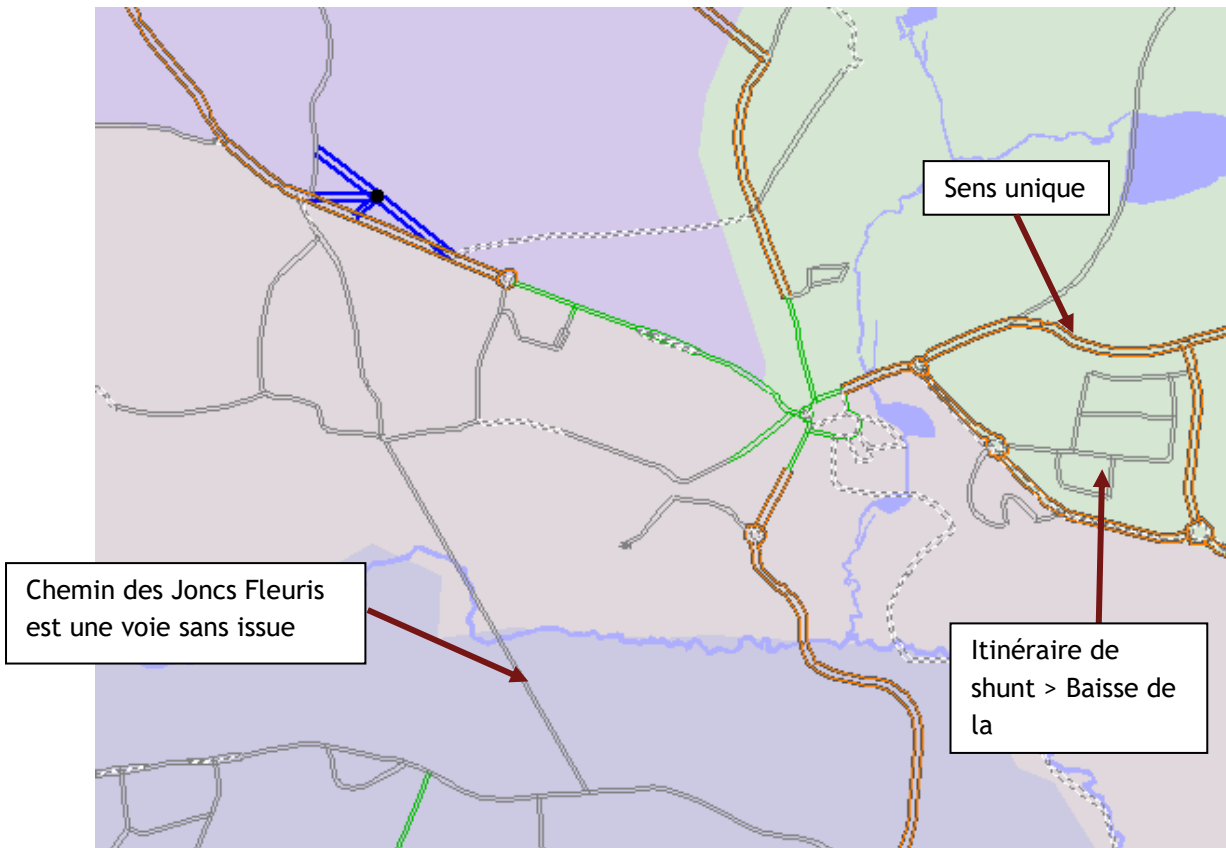 Sens unique
Chemin des Joncs Fleuris
est une voie sans issue
Itinéraire de
shunt > Baisse de
la